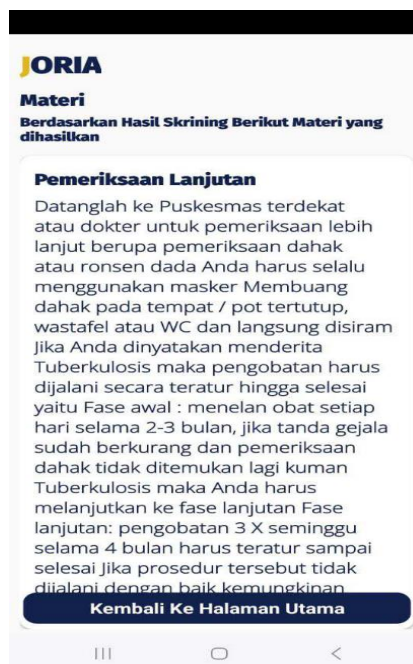 JORIA
Materi
Berdasarkan Hasil Skrining Berikut Materi yang
dihasilkan
Pemeriksaan Lanjutan
Datanglah ke Puskesmas terdekat
atau dokter untuk pemeriksaan lebih
lanjut berupa pemeriksaan dahak
atau ronsen dada Anda harus selalu
menggunakan masker Membuang
dahak pada tempat / pot tertutup,
wastafel atau WC dan langsung disiram
Jika Anda dinyatakan menderita
Tuberkulosis maka pengobatan harus
dijalani secara teratur hingga selesai
yaitu Fase awal : menelan obat setiap
hari selama 2-3 bulan, jika tanda gejala
sudah berkurang dan pemeriksaan
dahak tidak ditemukan lagi kuman
Tuberkulosis maka Anda harus
melanjutkan ke fase lanjutan Fase
lanjutan: pengobatan 3 X seminggu
selama 4 bulan harus teratur sampai
selesai Jika prosedur tersebut tidak
dijalani dengan baik kemungkinan
Kembali Ke Halaman Utama